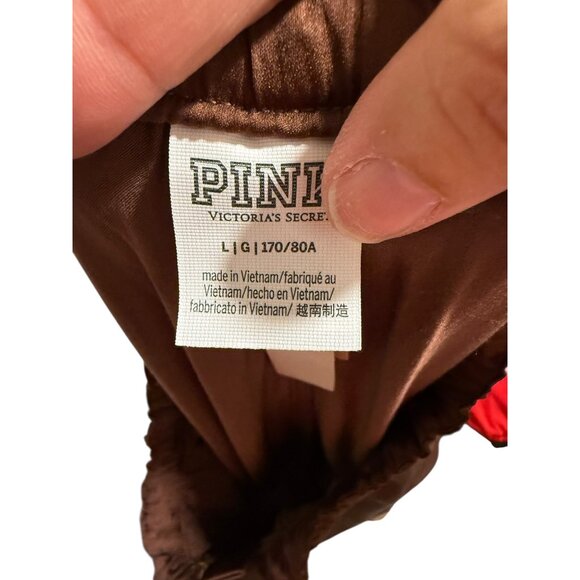 PINK
VICTORIA'S SECRET
L | G | 170/80A
made in Vietnam/fabriqué au
Vietnam/hecho en Vietnam/
fabbricato in Vietnam/ 越南制造